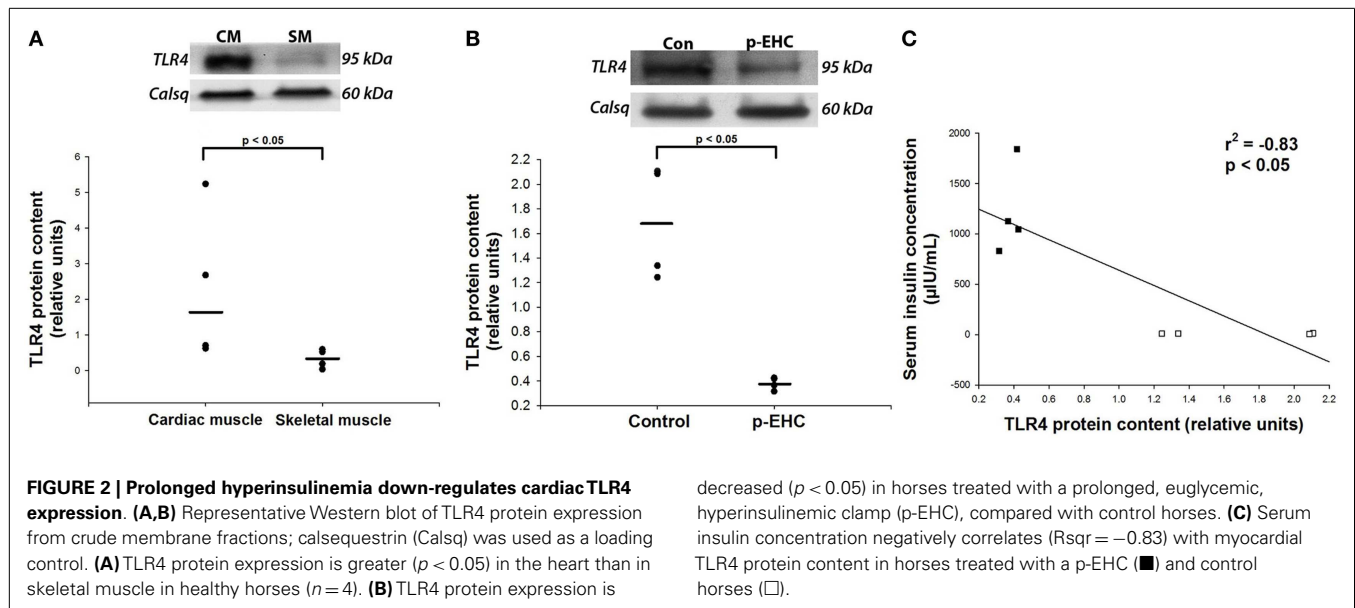 A
CM SM
TLR4 95 kDa
Calsq 60 kDa
p < 0.05
TLR4 protein content
(relative units)
6
5
4
3
2
1
0
Cardiac muscle Skeletal muscle
B
Con p-EHC
TLR4 95 kDa
Calsq 60 kDa
p < 0.05
TLR4 protein content
(relative units)
2.2
2.0
1.8
1.6
1.4
1.2
1.0
0.8
0.6
0.4
0.2
Control p-EHC
C
r² = -0.83
p < 0.05
Serum insulin concentration
(µIU/mL)
2000
1500
1000
500
0
-500
0.2 0.4 0.6 0.8 1.0 1.2 1.4 1.6 1.8 2.0 2.2
TLR4 protein content (relative units)
FIGURE 2 | Prolonged hyperinsulinemia down-regulates cardiac TLR4
expression. (A,B) Representative Western blot of TLR4 protein expression
from crude membrane fractions; calsequestrin (Calsq) was used as a loading
control. (A) TLR4 protein expression is greater (p < 0.05) in the heart than in
skeletal muscle in healthy horses (n = 4). (B) TLR4 protein expression is
decreased (p < 0.05) in horses treated with a prolonged, euglycemic,
hyperinsulinemic clamp (p-EHC), compared with control horses. (C) Serum
insulin concentration negatively correlates (Rsqr = −0.83) with myocardial
TLR4 protein content in horses treated with a p-EHC (■) and control
horses (□).